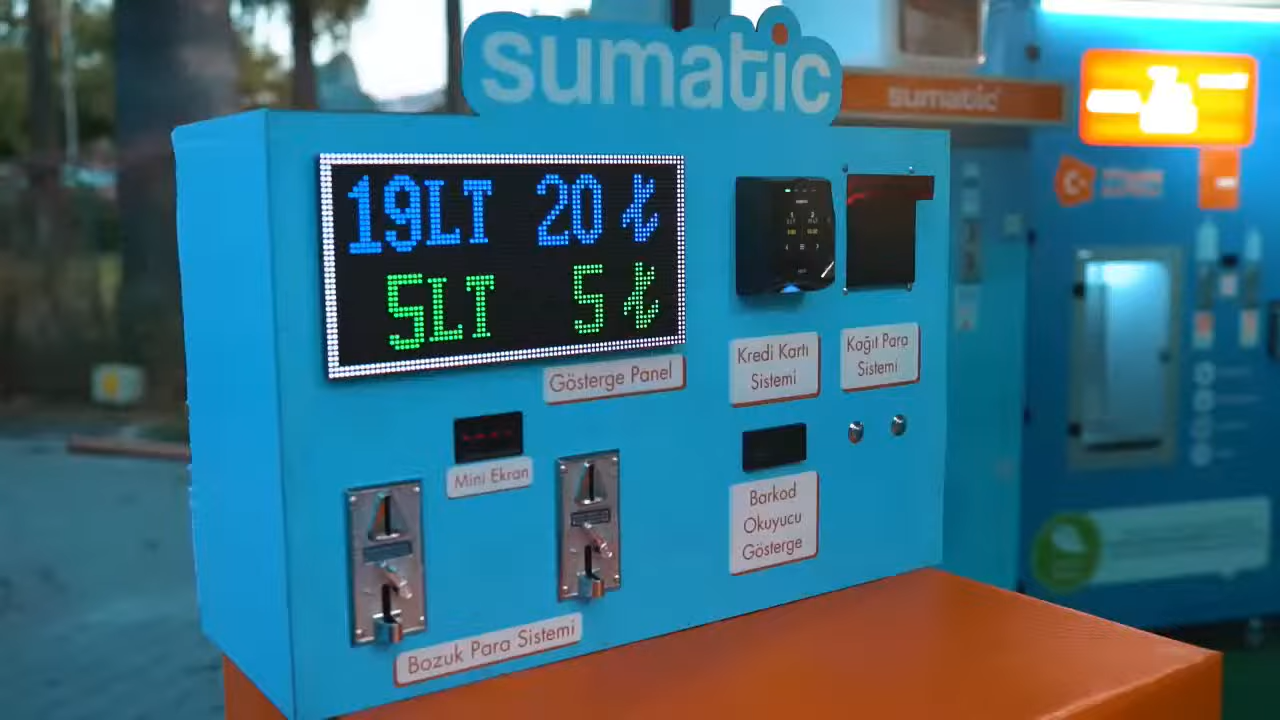 sumatic
sumatic
19LT 20 ₺
5LT 5 ₺
Gösterge Panel
Kredi Kartı
Sistemi
Kağıt Para
Sistemi
Mini Ekran
Barkod
Okuyucu
Gösterge
Bozuk Para Sistemi